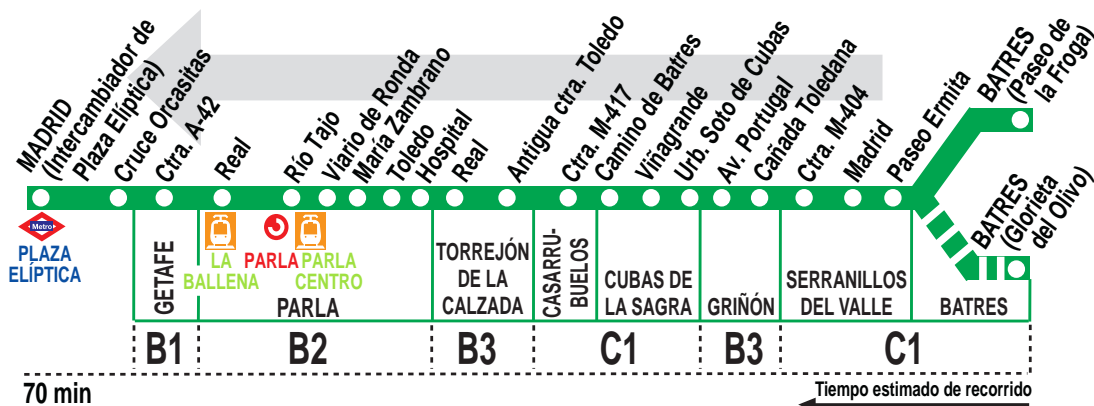 MADRID
(Intercambiador de
Plaza Elíptica)
Cruce Orcasitas
Ctra. A-42
Real
Río Tajo
Viario de Ronda
María Zambrano
Toledo
Hospital
Real
Antigua ctra. Toledo
Ctra. M-417
Camino de Batres
Viñagrande
Urb. Soto de Cubas
Av. Portugal
Cañada Toledana
Ctra. M-404
Madrid
Paseo Ermita
BATRES
(Paseo de
la Froga)
BATRES
(Glorieta
del Olivo)
Metro
PLAZA
ELÍPTICA
LA
BALLENA
PARLA
PARLA
CENTRO
GETAFE
PARLA
TORREJÓN
DE LA
CALZADA
CASARRU-
BUELOS
CUBAS DE
LA SAGRA
GRIÑÓN
SERRANILLOS
DEL VALLE
BATRES
B1
B2
B3
C1
B3
C1
70 min
Tiempo estimado de recorrido